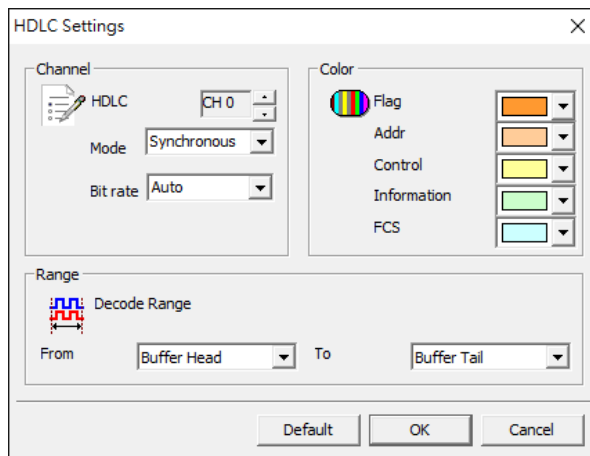 HDLC Settings
Channel
HDLC CH 0
Mode Synchronous
Bit rate Auto
Color
Flag
Addr
Control
Information
FCS
Range
Decode Range
From Buffer Head To Buffer Tail
Default OK Cancel